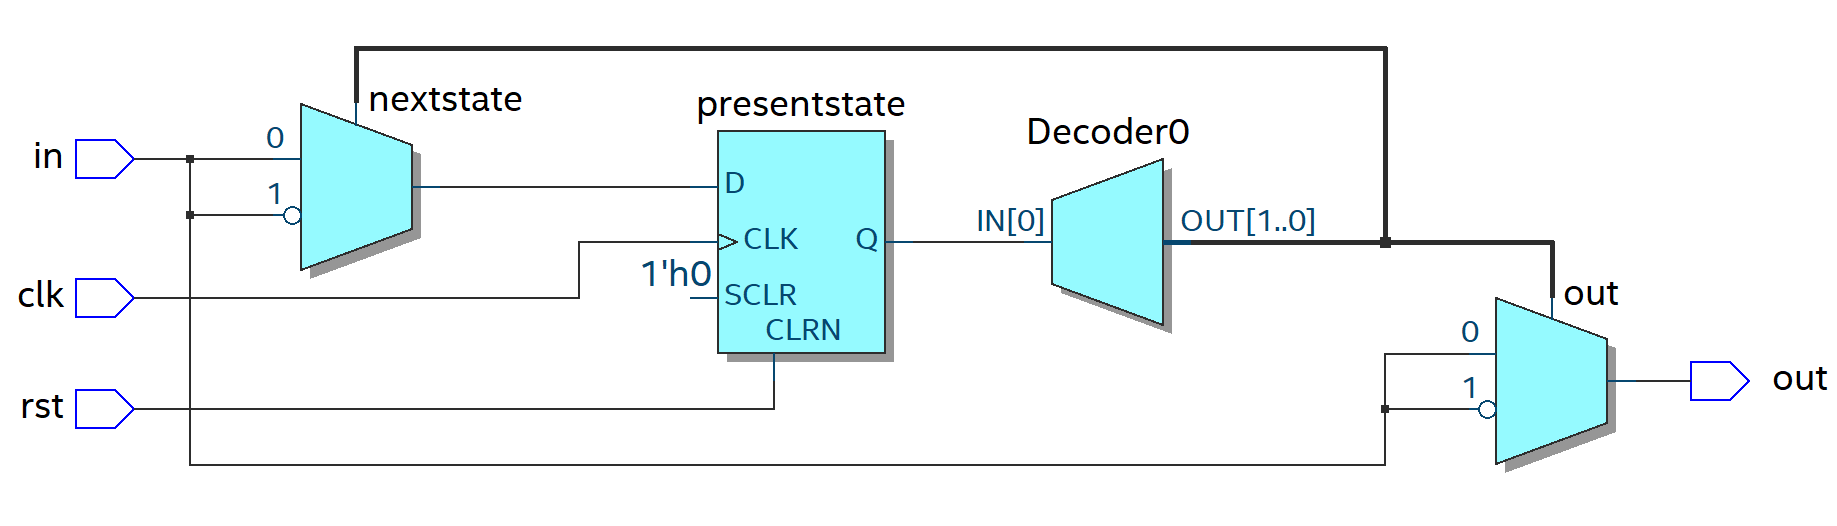 nextstate
presentstate
Decoder0
in
0
1
D
CLK
Q
IN[0]
OUT[1..0]
clk
1'h0
SCLR
CLRN
out
0
1
out
rst